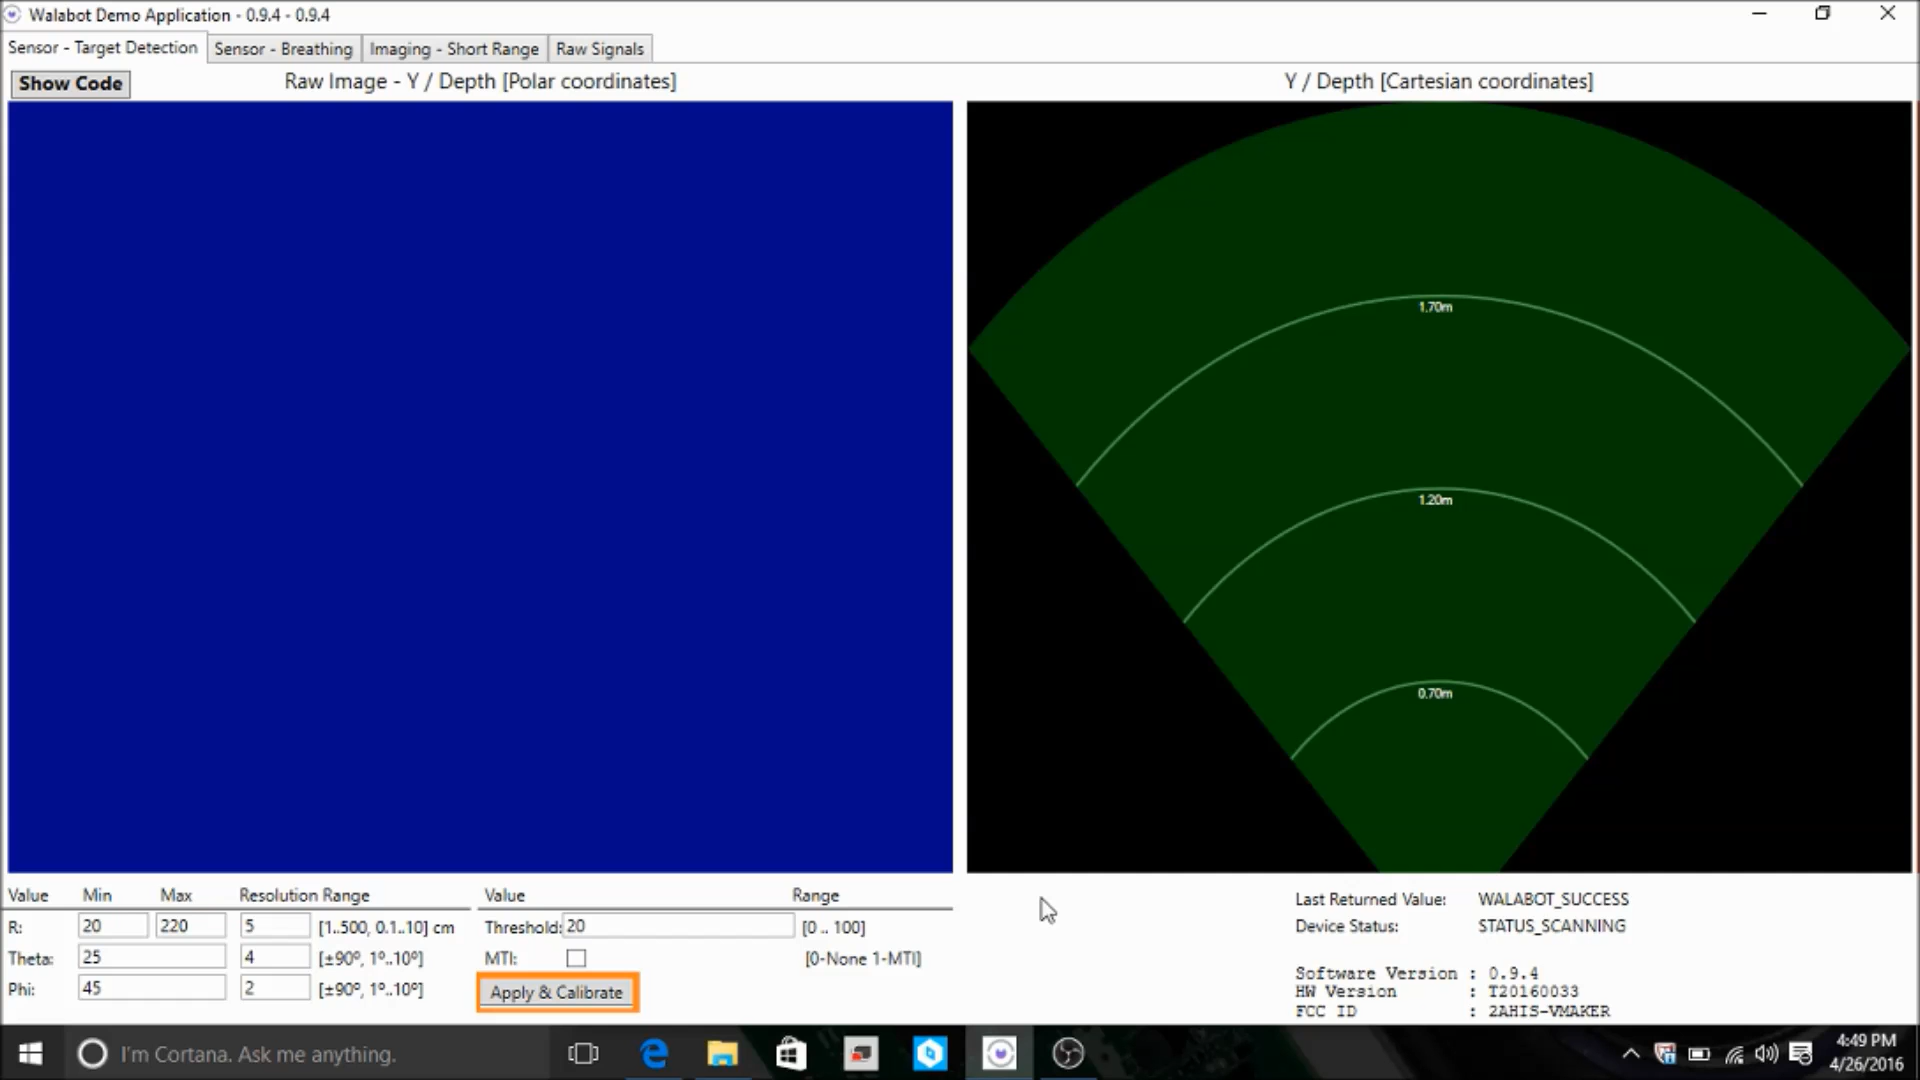 Walabot Demo Application - 0.9.4 - 0.9.4
Sensor - Target Detection Sensor - Breathing Imaging - Short Range Raw Signals
Show Code Raw Image - Y / Depth [Polar coordinates] Y / Depth [Cartesian coordinates]
1.70m
1.20m
0.70m
Value Min Max Resolution Range Value Range
R: 20 220 5 [1..500, 0.1..10] cm Threshold: 20 [0 .. 100]
Theta: 25 4 [±90º, 1º..10º] MTI: [0-None 1-MTI]
Phi: 45 2 [±90º, 1º..10º] Apply & Calibrate
Last Returned Value: WALABOT_SUCCESS
Device Status: STATUS_SCANNING
Software Version : 0.9.4
HW Version : T20160033
FCC ID : 2AHIS-VMAKER
I'm Cortana. Ask me anything.
4:49 PM
4/26/2016